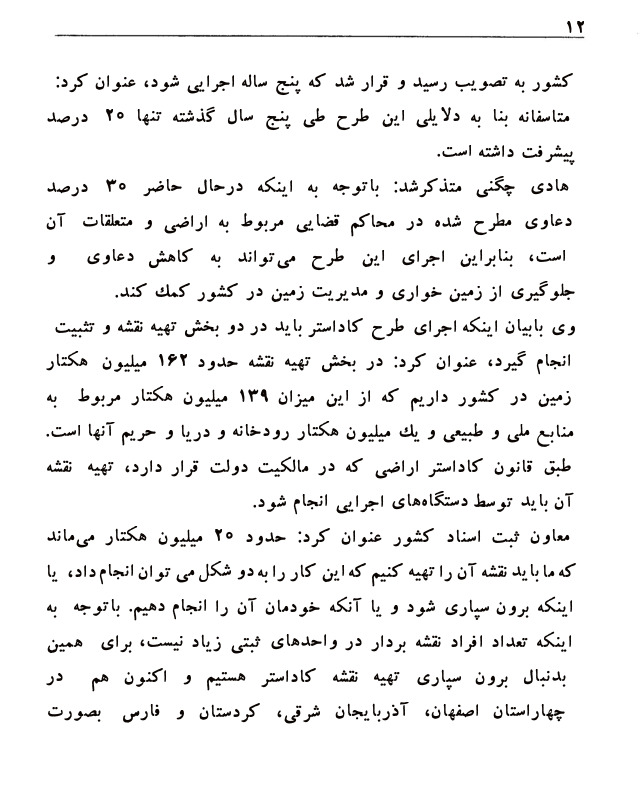 ۱۲
کشور به تصویب رسید و قرار شد که پنج ساله اجرایی شود، عنوان کرد:
متاسفانه بنا به دلایلی این طرح طی پنج سال گذشته تنها ۲۵ درصد
پیشرفت داشته است.
هادی چگنی متذکرشد: باتوجه به اینکه درحال حاضر ۳۵ درصد
دعاوی مطرح شده در محاکم قضایی مربوط به اراضی و متعلقات آن
است، بنابراین اجرای این طرح می‌تواند به کاهش دعاوی و
جلوگیری از زمین خواری و مدیریت زمین در کشور کمك کند.
وی بابیان اینکه اجرای طرح کاداستر باید در دو بخش تهیه نقشه و تثبیت
انجام گیرد، عنوان کرد: در بخش تهیه نقشه حدود ۱۶۲ میلیون هکتار
زمین در کشور داریم که از این میزان ۱۳۹ میلیون هکتار مربوط به
منابع ملی و طبیعی و یك میلیون هکتار رودخانه و دریا و حریم آنها است.
طبق قانون کاداستر اراضی که در مالکیت دولت قرار دارد، تهیه نقشه
آن باید توسط دستگاه‌های اجرایی انجام شود.
معاون ثبت اسناد کشور عنوان کرد: حدود ۲۵ میلیون هکتار می‌ماند
که ما باید نقشه آن را تهیه کنیم که این کار را به دو شکل می توان انجام داد، یا
اینکه برون سپاری شود و یا آنکه خودمان آن را انجام دهیم. باتوجه به
اینکه تعداد افراد نقشه بردار در واحدهای ثبتی زیاد نیست، برای همین
بدنبال برون سپاری تهیه نقشه کاداستر هستیم و اکنون هم در
چهاراستان اصفهان، آذربایجان شرقی، کردستان و فارس بصورت